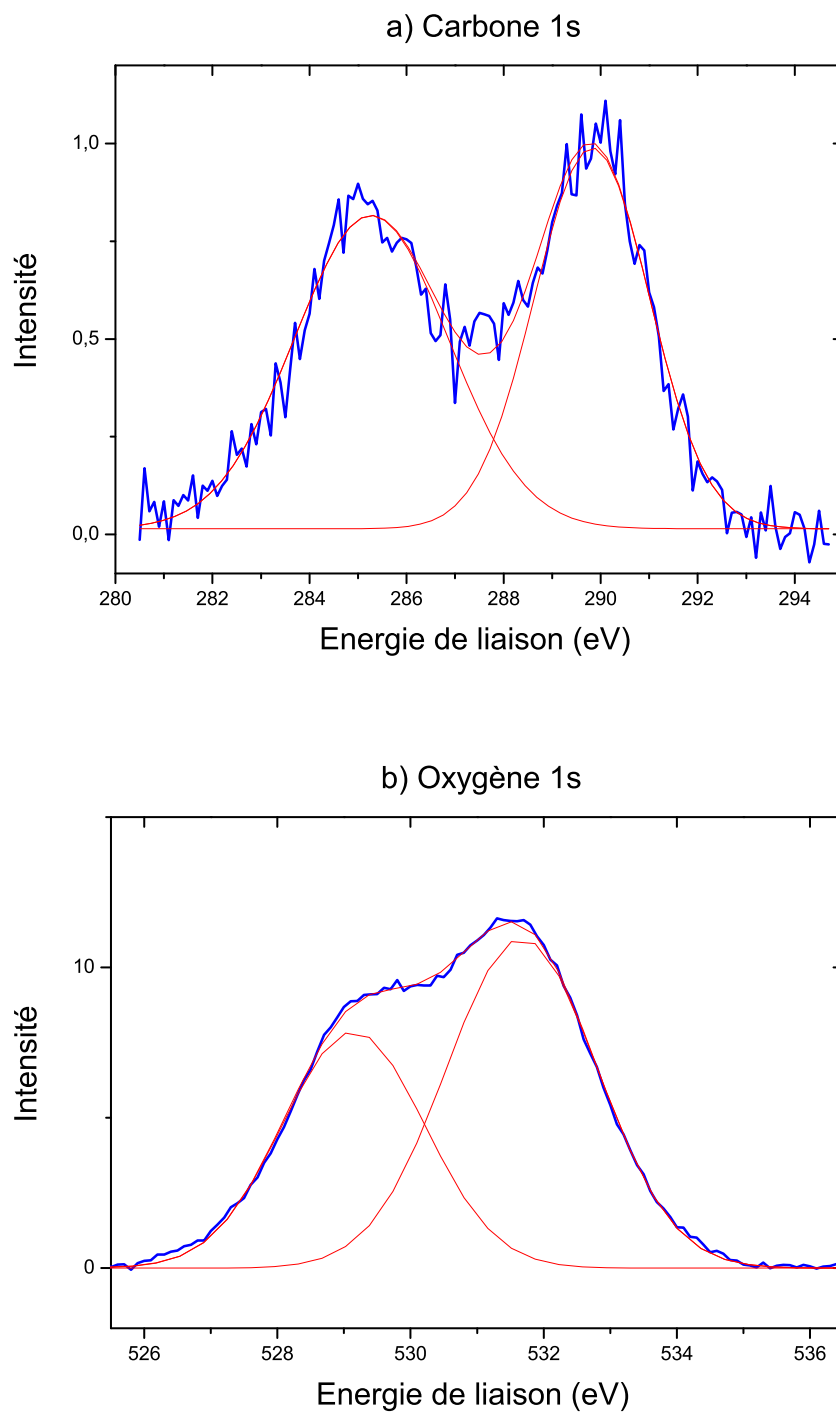 a) Carbone 1s
1,0
0,5
0,0
Intensité
280 282 284 286 288 290 292 294
Energie de liaison (eV)
b) Oxygène 1s
10
0
Intensité
526 528 530 532 534 536
Energie de liaison (eV)